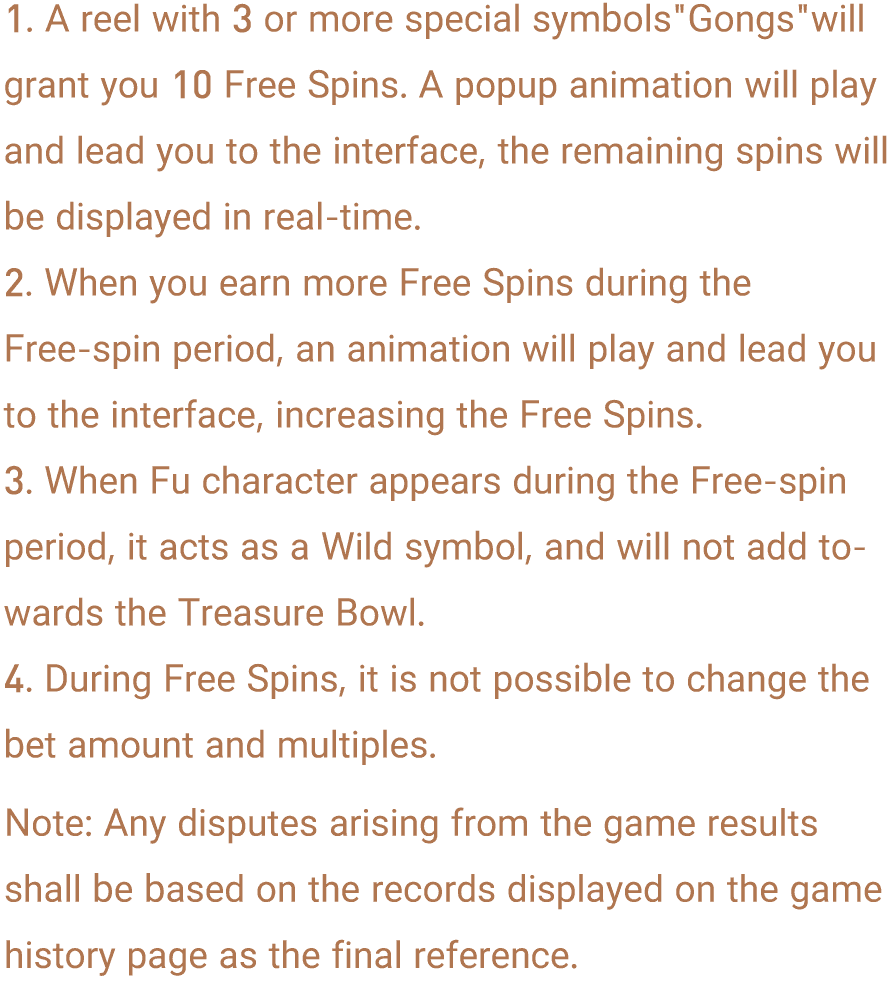 1. A reel with 3 or more special symbols"Gongs"will
grant you 10 Free Spins. A popup animation will play
and lead you to the interface, the remaining spins will
be displayed in real-time.
2. When you earn more Free Spins during the
Free-spin period, an animation will play and lead you
to the interface, increasing the Free Spins.
3. When Fu character appears during the Free-spin
period, it acts as a Wild symbol, and will not add to-
wards the Treasure Bowl.
4. During Free Spins, it is not possible to change the
bet amount and multiples.
Note: Any disputes arising from the game results
shall be based on the records displayed on the game
history page as the final reference.